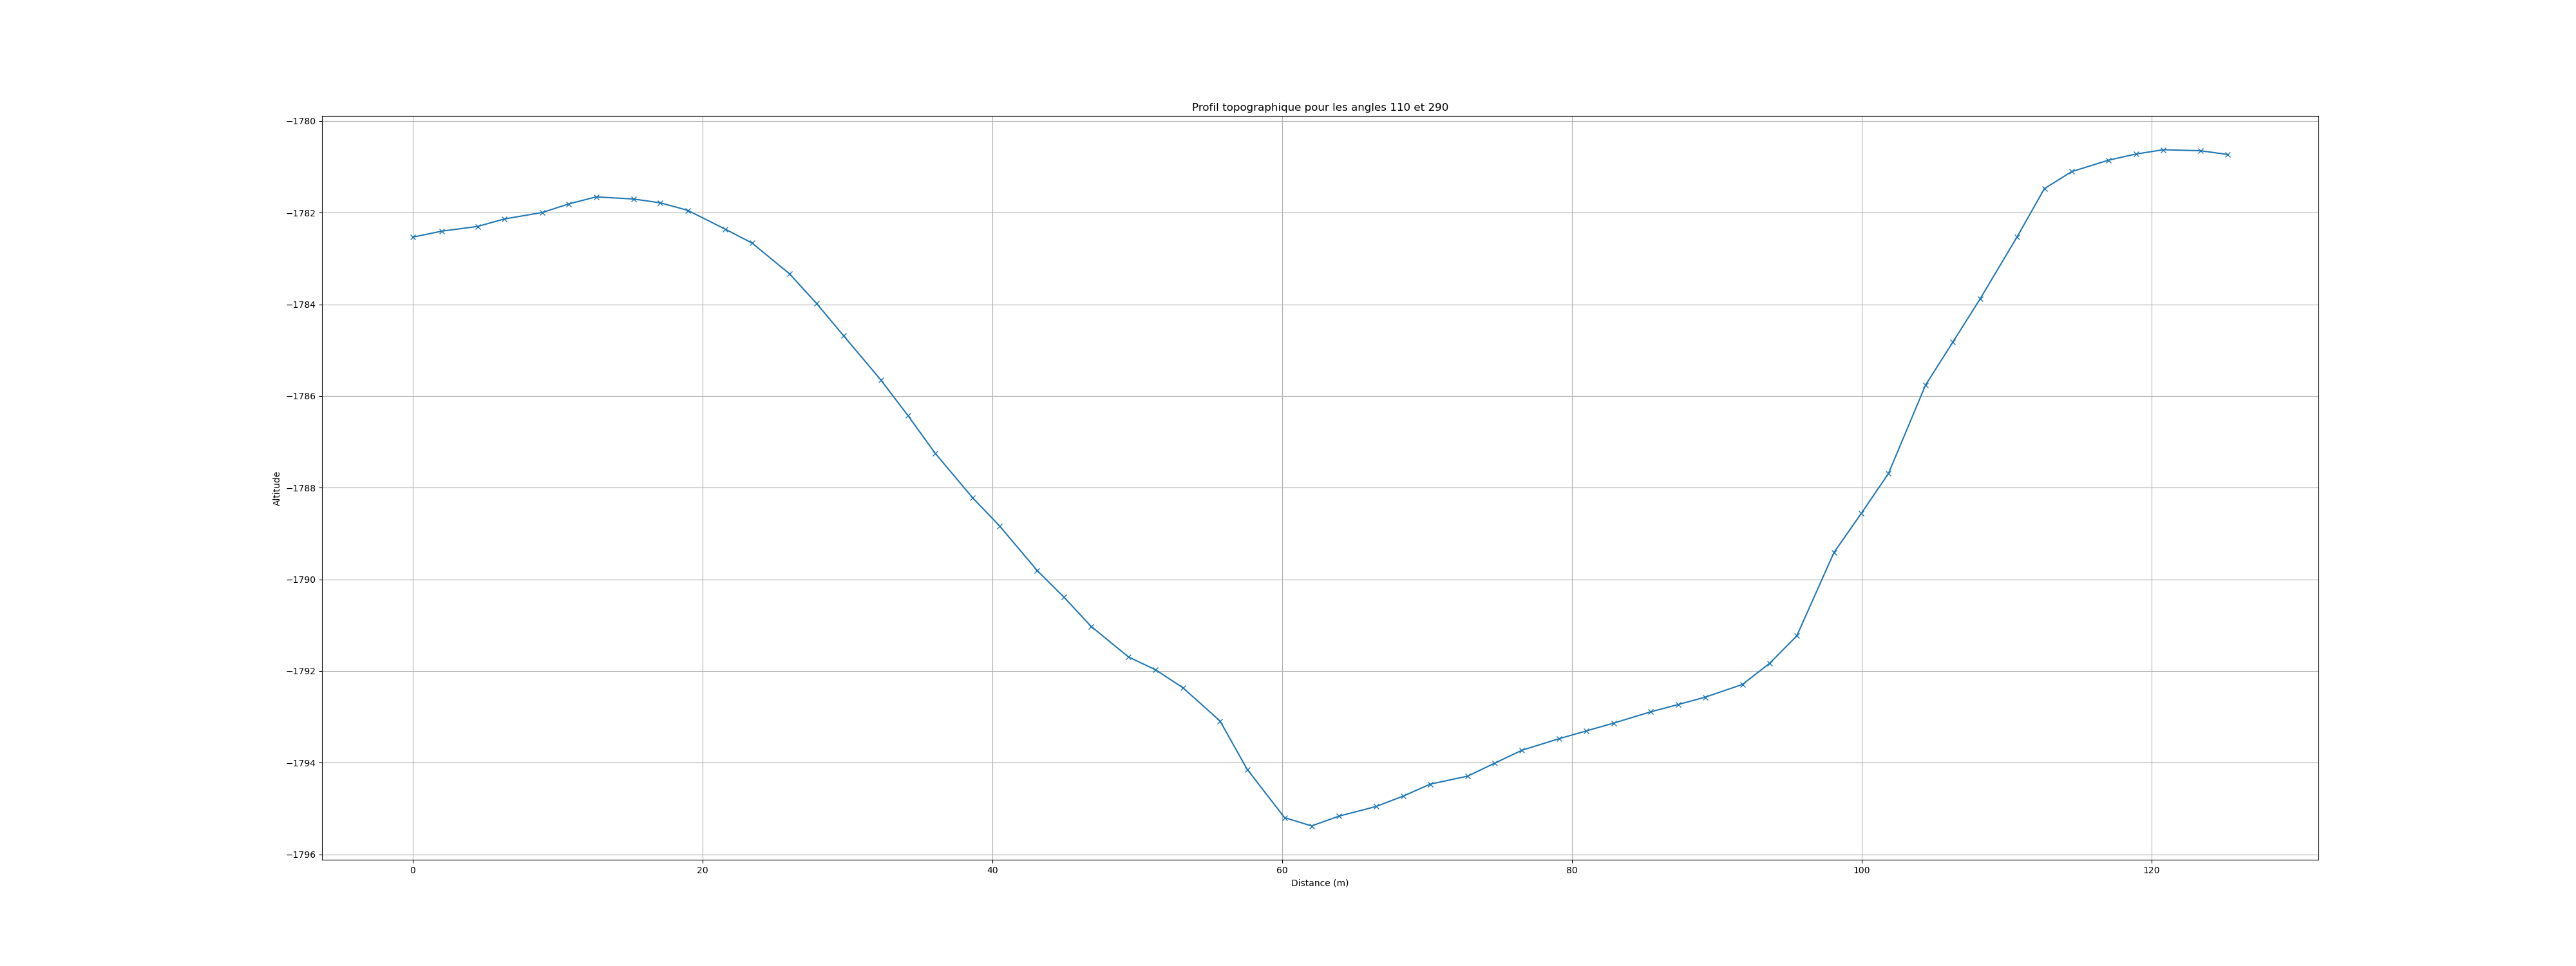 Profil topographique pour les angles 110 et 290
−1780
−1782
−1784
−1786
−1788
−1790
−1792
−1794
−1796
Altitude
0 20 40 60 80 100 120
Distance (m)